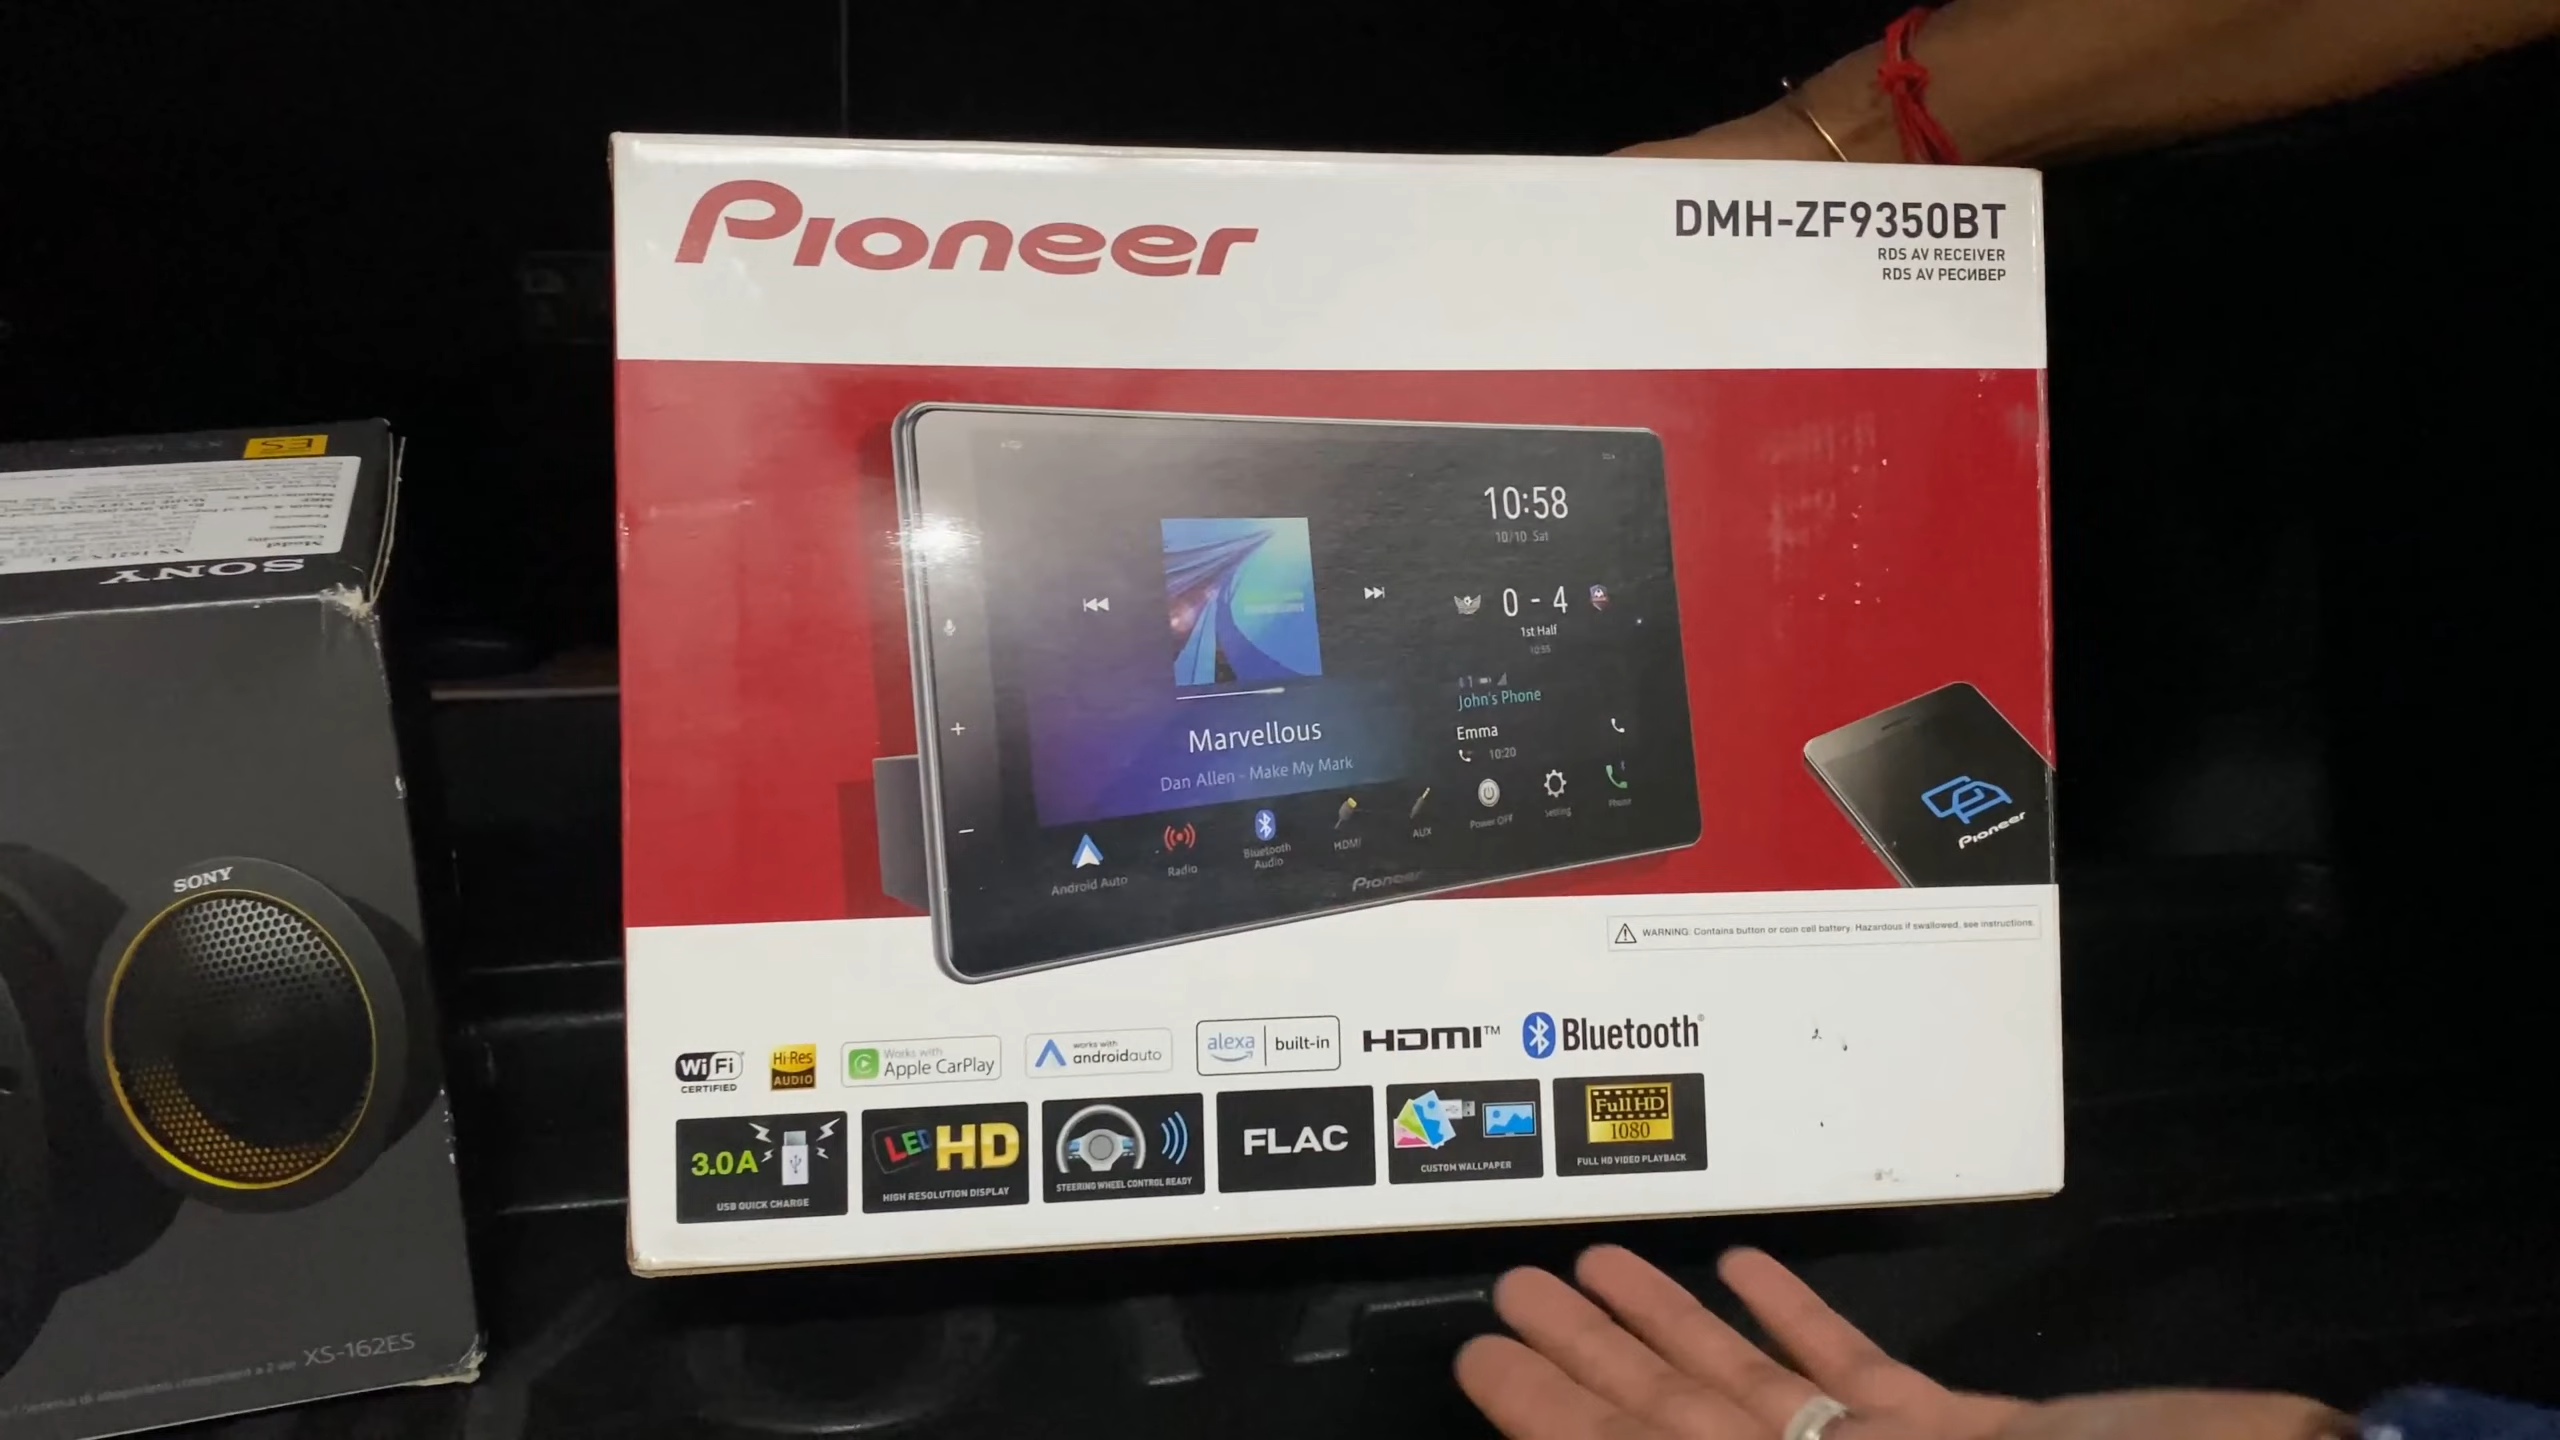 Pioneer
DMH-ZF9350BT
RDS AV RECEIVER
RDS AV РЕСИВЕР
10:58
10/10 Sat
0 - 4
1st Half
10:55
John's Phone
Emma
10:20
Marvellous
Dan Allen - Make My Mark
Android Auto
Radio
Bluetooth
Audio
HDMI
AUX
Power OFF
Setting
Phone
Pioneer
Pioneer
WARNING: Contains button or coin cell battery. Hazardous if swallowed, see instructions.
Wi Fi
CERTIFIED
Hi-Res
AUDIO
Works with
Apple CarPlay
works with
androidauto
alexa
built-in
HDMI™
Bluetooth®
3.0A
USB QUICK CHARGE
LED HD
HIGH RESOLUTION DISPLAY
STEERING WHEEL CONTROL READY
FLAC
CUSTOM WALLPAPER
Full HD
1080
FULL HD VIDEO PLAYBACK
ES
SONY
SONY
XS-162ES